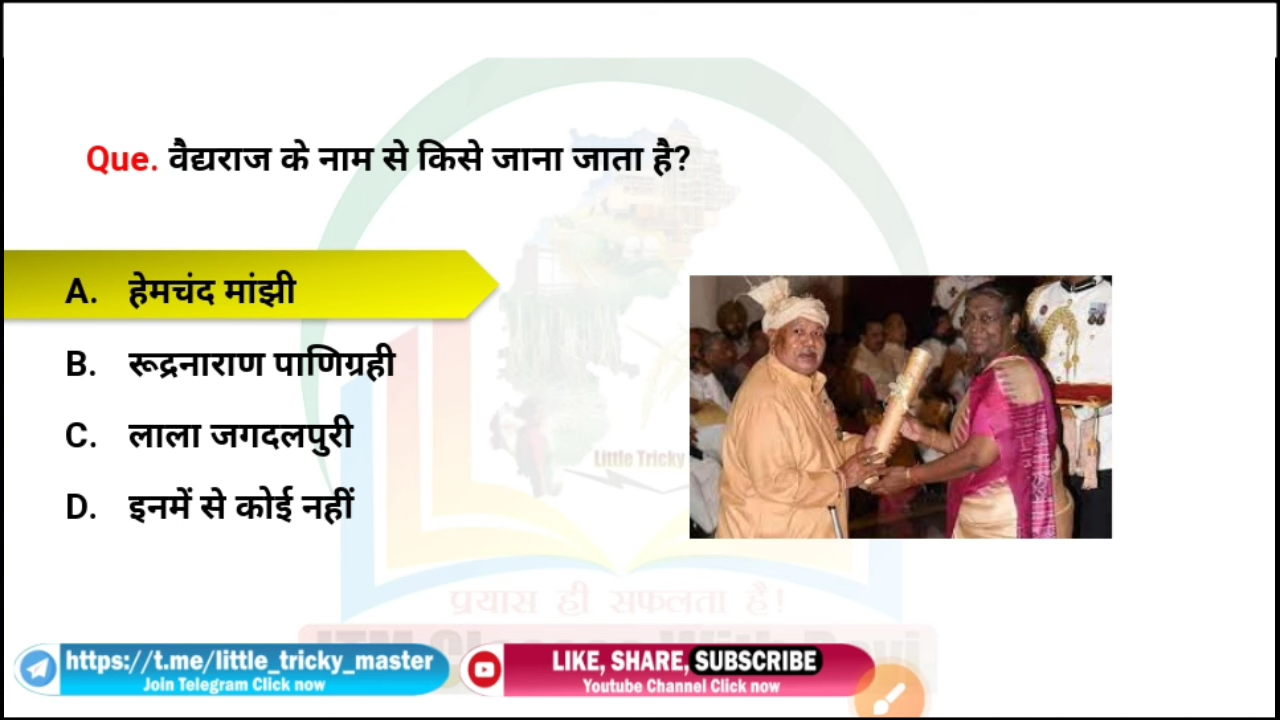 Que. वैद्यराज के नाम से किसे जाना जाता है?
A. हेमचंद मांझी
B. रूद्रनाराण पाणिग्रही
C. लाला जगदलपुरी
D. इनमें से कोई नहीं
Little Tricky
प्रयास ही सफलता है!
https://t.me/little_tricky_master
Join Telegram Click now
LIKE, SHARE, SUBSCRIBE
Youtube Channel Click now